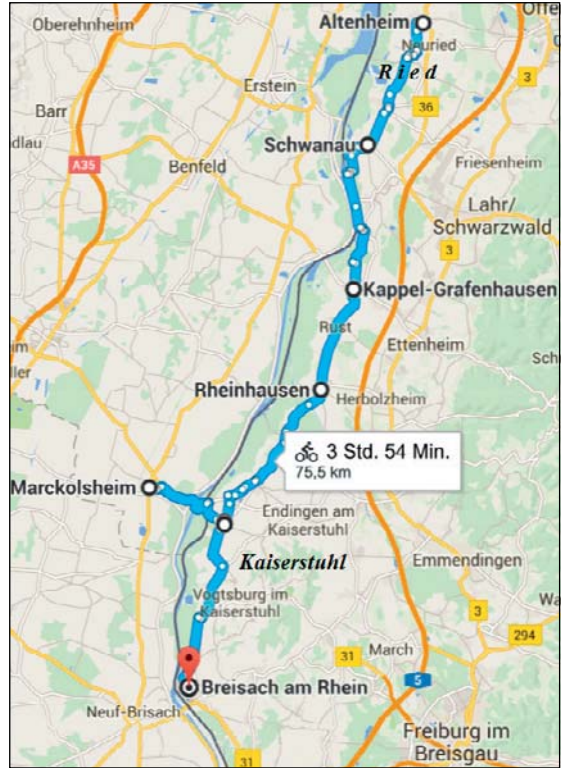 Altenheim
Offe
Oberehnheim
Neuried
Ried
3
Erstein
36
Barr
dlau
Schwanau
A35
Benfeld
Friesenheim
Lahr/
Schwarzwald
3
Kappel-Grafenhausen
Rust
Ettenheim
im
ller
Sch
Rheinhausen
Herbolzheim
3 Std. 54 Min.
75,5 km
Marckolsheim
Endingen am
Kaiserstuhl
Kaiserstuhl
Emmendingen
Vogtsburg im
Kaiserstuhl
Wa
3
294
March
31
5
Breisach am Rhein
Neuf-Brisach
Freiburg im
Breisgau
31